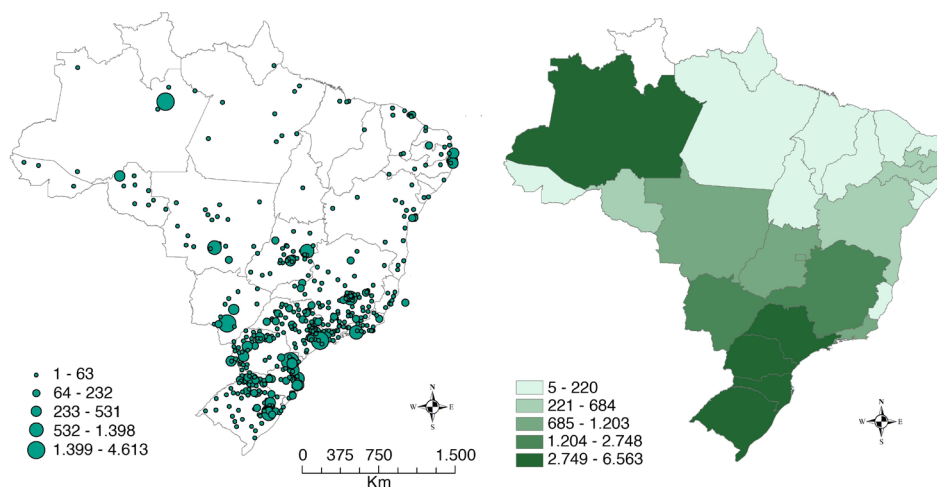 1 - 63
64 - 232
233 - 531
532 - 1.398
1.399 - 4.613
N
W E
S
0 375 750 1.500
Km
5 - 220
221 - 684
685 - 1.203
1.204 - 2.748
2.749 - 6.563
N
W E
S